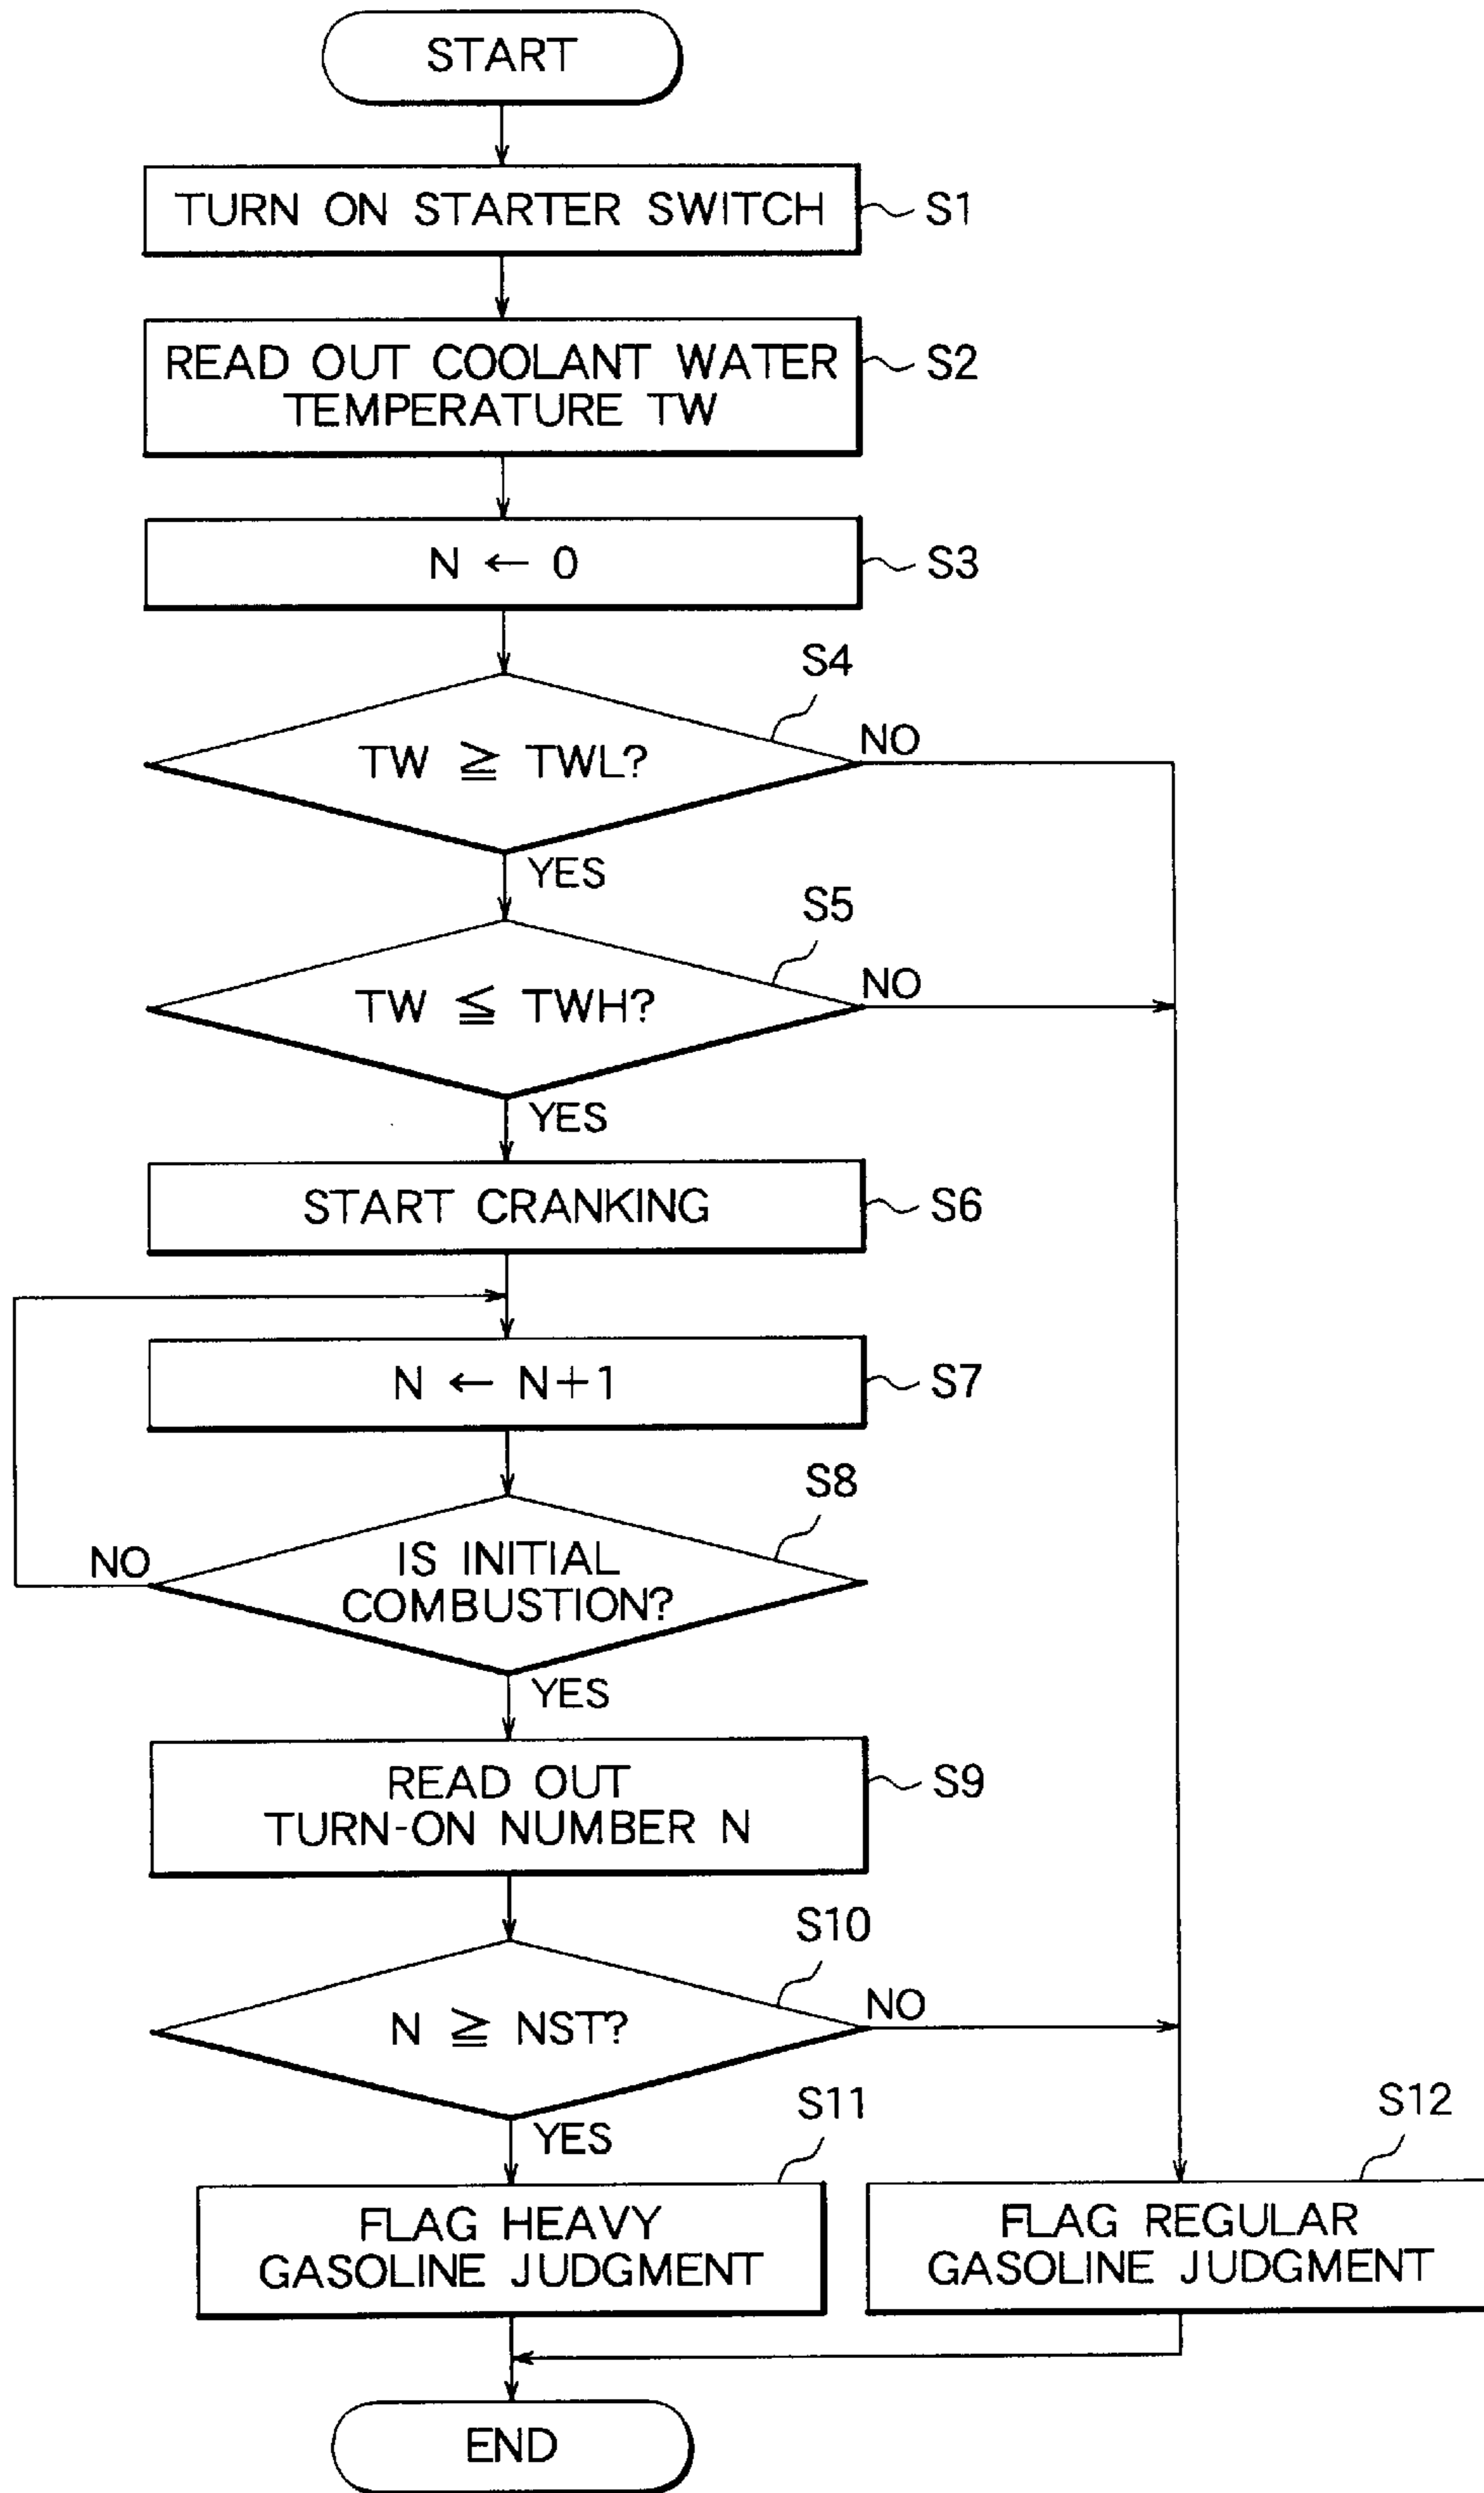 START
TURN ON STARTER SWITCH
S1
READ OUT COOLANT WATER
TEMPERATURE TW
S2
N ← 0
S3
S4
TW ≧ TWL?
NO
YES
S5
TW ≦ TWH?
NO
YES
START CRANKING
S6
N ← N+1
S7
S8
IS INITIAL
COMBUSTION?
NO
YES
READ OUT
TURN-ON NUMBER N
S9
S10
N ≧ NST?
NO
YES
S11
S12
FLAG HEAVY
GASOLINE JUDGMENT
FLAG REGULAR
GASOLINE JUDGMENT
END